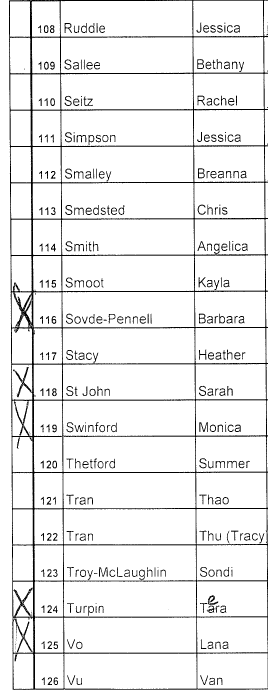 108 Ruddle Jessica
109 Sallee Bethany
110 Seitz Rachel
111 Simpson Jessica
112 Smalley Breanna
113 Smedsted Chris
114 Smith Angelica
115 Smoot Kayla
X 116 Sovde-Pennell Barbara
117 Stacy Heather
X 118 St John Sarah
X 119 Swinford Monica
120 Thetford Summer
121 Tran Thao
122 Tran Thu (Tracy)
123 Troy-McLaughlin Sondi
e
X 124 Turpin Tara
X 125 Vo Lana
126 Vu Van